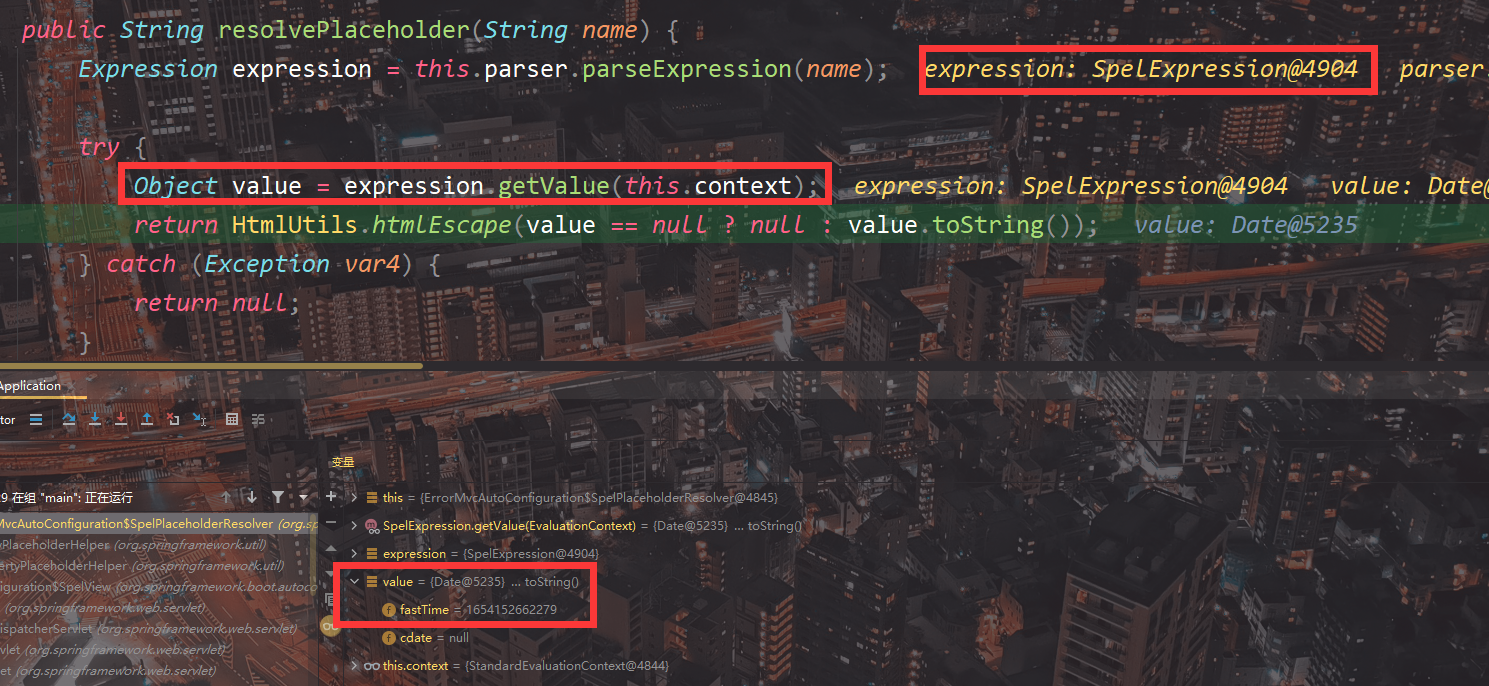 public String resolvePlaceholder(String name) {
Expression expression = this.parser.parseExpression(name); expression: SpelExpression@4904 parser:
try {
Object value = expression.getValue(this.context); expression: SpelExpression@4904 value: Date@
return HtmlUtils.htmlEscape(value == null ? null : value.toString()); value: Date@5235
} catch (Exception var4) {
return null;
}
Application
tor
变量
9 在组 "main": 正在运行
this = {ErrorMvcAutoConfiguration$SpelPlaceholderResolver@4845}
MvcAutoConfiguration$SpelPlaceholderResolver (org.sp
SpelExpression.getValue(EvaluationContext) = {Date@5235} ... toString()
yPlaceholderHelper (org.springframework.util)
expression = {SpelExpression@4904}
ertyPlaceholderHelper (org.springframework.util)
value = {Date@5235} ... toString()
iguration$SpelView (org.springframework.boot.autoco
fastTime = 1654152662279
(org.springframework.web.servlet)
ispatcherServlet (org.springframework.web.servlet)
cdate = null
vlet (org.springframework.web.servlet)
this.context = {StandardEvaluationContext@4844}
et (org.springframework.web.servlet)